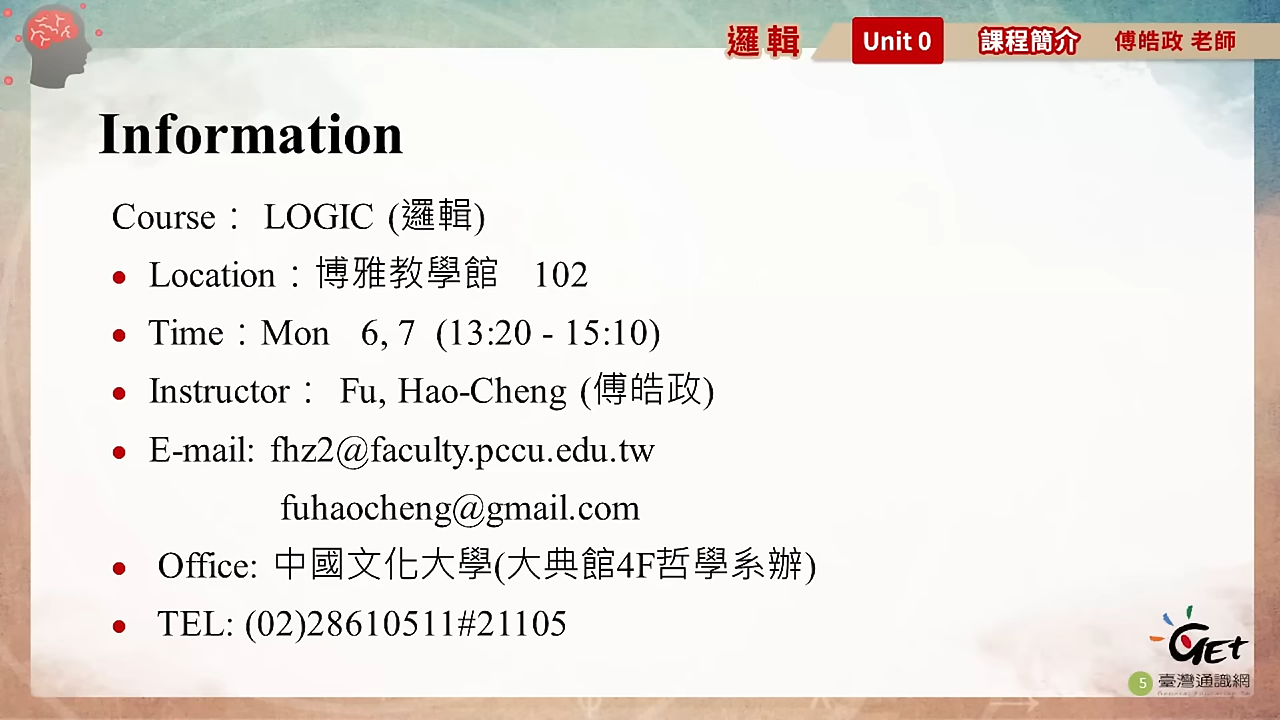 邏輯 Unit 0 課程簡介 傅皓政 老師
Information
Course： LOGIC (邏輯)
• Location：博雅教學館 102
• Time：Mon 6, 7 (13:20 - 15:10)
• Instructor： Fu, Hao-Cheng (傅皓政)
• E-mail: fhz2@faculty.pccu.edu.tw
fuhaocheng@gmail.com
• Office: 中國文化大學(大典館4F哲學系辦)
• TEL: (02)28610511#21105
GEt
5 臺灣通識網